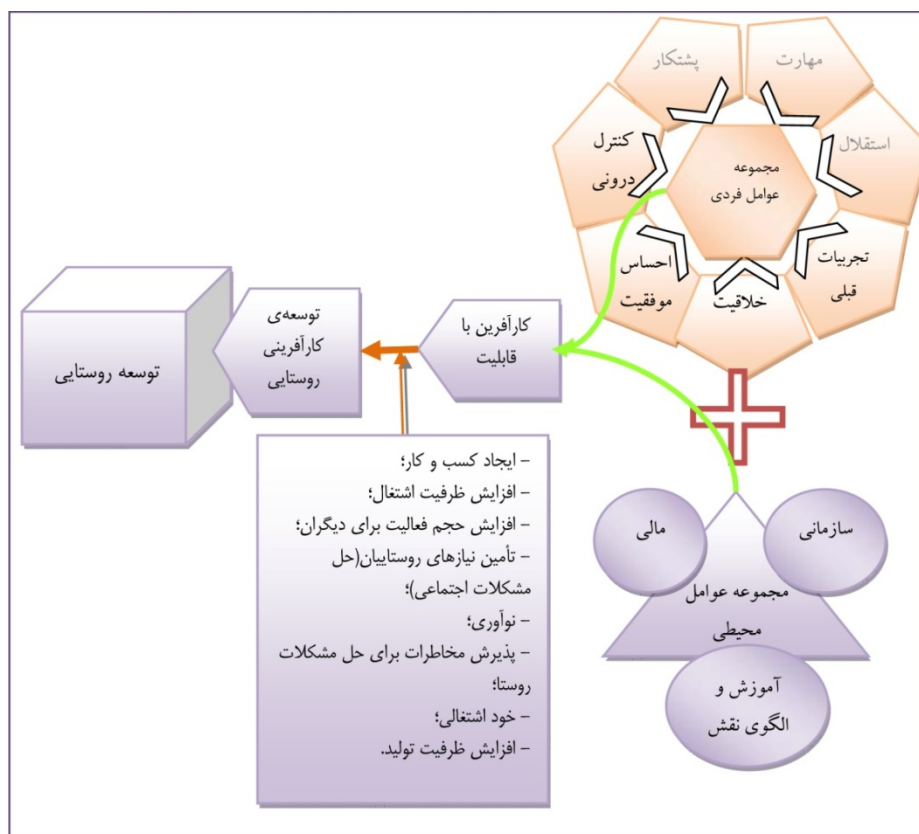 پشتکار
مهارت
استقلال
کنترل
درونی
مجموعه
عوامل فردی
تجربیات
قبلی
احساس
موفقیت
خلاقیت
کارآفرین با
قابلیت
توسعه‌ی
کارآفرینی
روستایی
توسعه روستایی
- ایجاد کسب و کار؛
- افزایش ظرفیت اشتغال؛
- افزایش حجم فعالیت برای دیگران؛
- تأمین نیازهای روستاییان(حل
مشکلات اجتماعی)؛
- نوآوری؛
- پذیرش مخاطرات برای حل مشکلات
روستا؛
- خود اشتغالی؛
- افزایش ظرفیت تولید.
سازمانی
مالی
مجموعه عوامل
محیطی
آموزش و
الگوی نقش